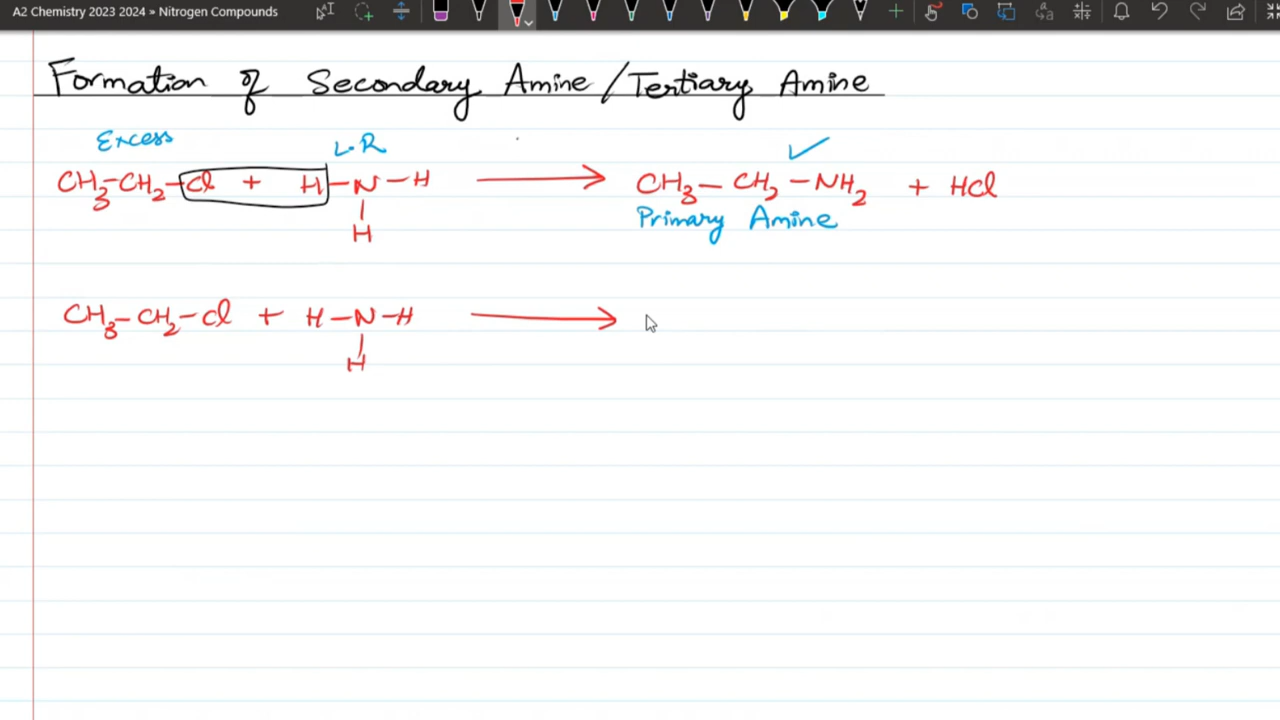 A2 Chemistry 2023 2024 » Nitrogen Compounds
Formation of Secondary Amine / Tertiary Amine
Excess L.R
CH3-CH2-Cl + H-N-H → CH3-CH2-NH2 + HCl
H
Primary Amine
CH3-CH2-Cl + H-N-H →
H